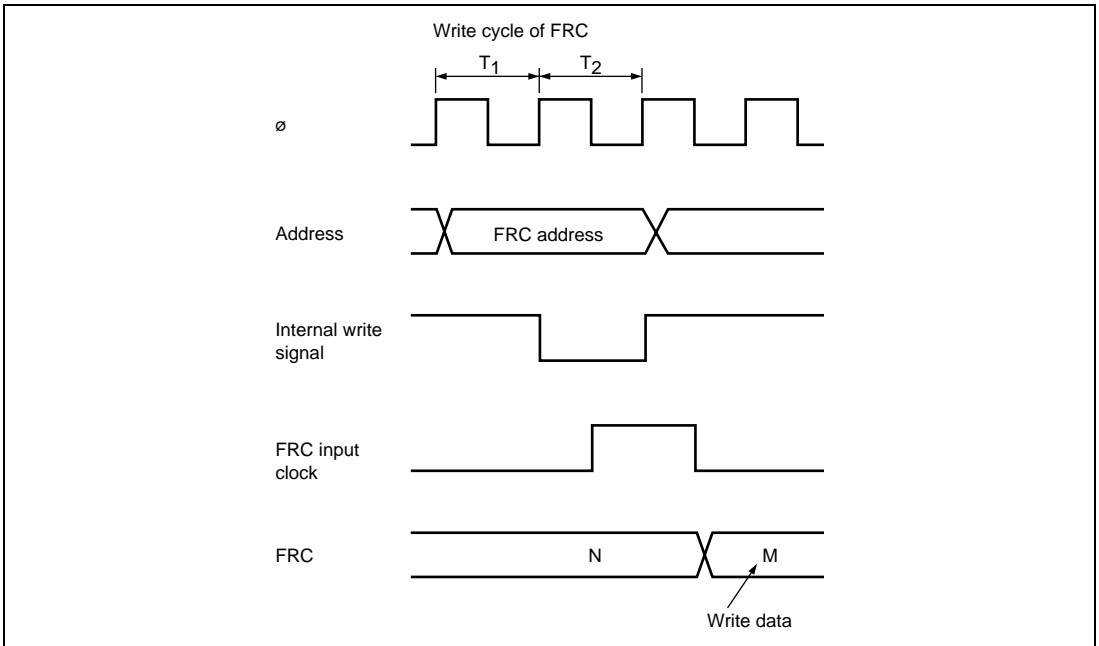 Write cycle of FRC
T1 T2
ø
Address
FRC address
Internal write
signal
FRC input
clock
FRC
N
M
Write data